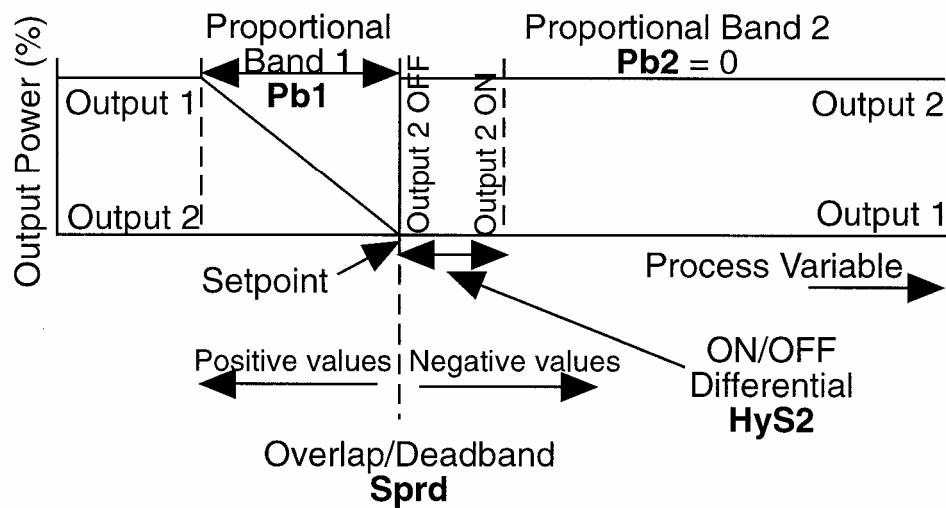 Output Power (%)
Proportional
Band 1
Pb1
Proportional Band 2
Pb2 = 0
Output 1
Output 2
Output 2 OFF
Output 2 ON
Output 2
Output 1
Setpoint
Process Variable
Positive values
Negative values
ON/OFF
Differential
HyS2
Overlap/Deadband
Sprd